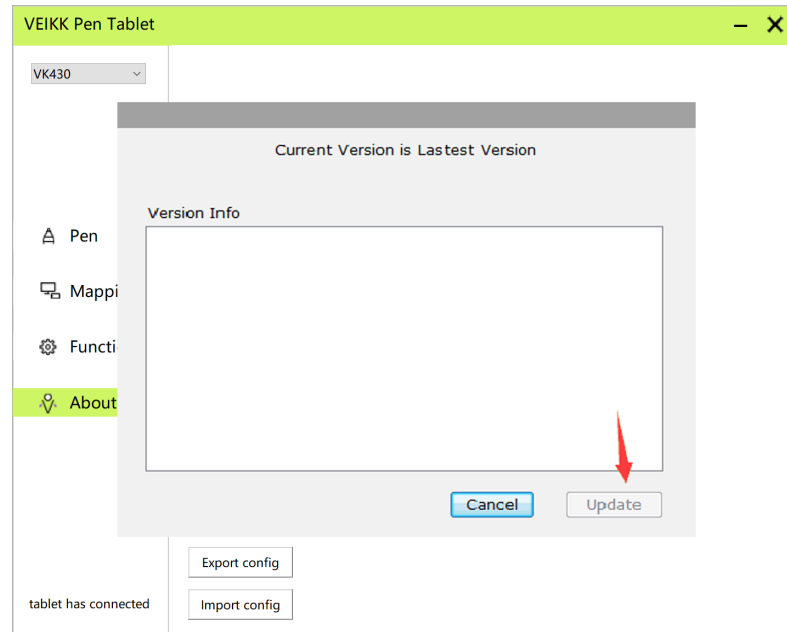 VEIKK Pen Tablet
VK430
Current Version is Lastest Version
Version Info
Pen
Mappi
Functi
About
Cancel
Update
Export config
tablet has connected
Import config